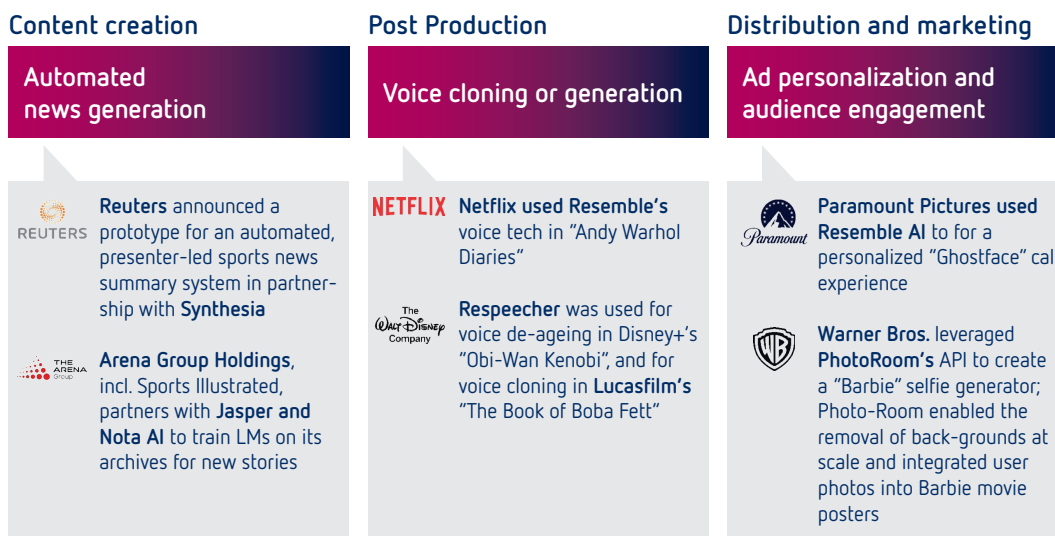 Content creation
Automated
news generation
REUTERS
Reuters announced a
prototype for an automated,
presenter-led sports news
summary system in partner-
ship with Synthesia
THE
ARENA
Group
Arena Group Holdings,
incl. Sports Illustrated,
partners with Jasper and
Nota AI to train LMs on its
archives for new stories
Post Production
Voice cloning or generation
NETFLIX
Netflix used Resemble’s
voice tech in “Andy Warhol
Diaries”
The
WALT DISNEY
Company
Respeecher was used for
voice de-ageing in Disney+’s
“Obi-Wan Kenobi”, and for
voice cloning in Lucasfilm’s
“The Book of Boba Fett”
Distribution and marketing
Ad personalization and
audience engagement
Paramount
Paramount Pictures used
Resemble AI to for a
personalized “Ghostface” cal
experience
WB
Warner Bros. leveraged
PhotoRoom’s API to create
a “Barbie” selfie generator;
Photo-Room enabled the
removal of back-grounds at
scale and integrated user
photos into Barbie movie
posters